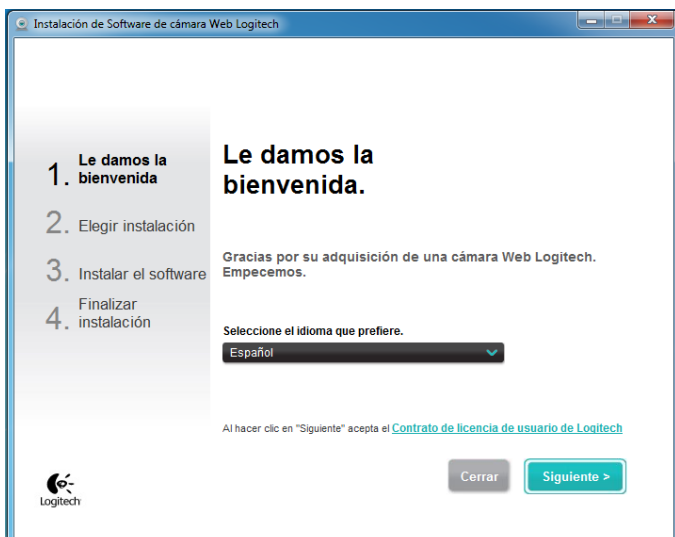 Instalación de Software de cámara Web Logitech
1. Le damos la
bienvenida
2. Elegir instalación
3. Instalar el software
4. Finalizar
instalación
Le damos la
bienvenida.
Gracias por su adquisición de una cámara Web Logitech.
Empecemos.
Seleccione el idioma que prefiere.
Español
Al hacer clic en "Siguiente" acepta el Contrato de licencia de usuario de Logitech
Logitech
Cerrar
Siguiente >